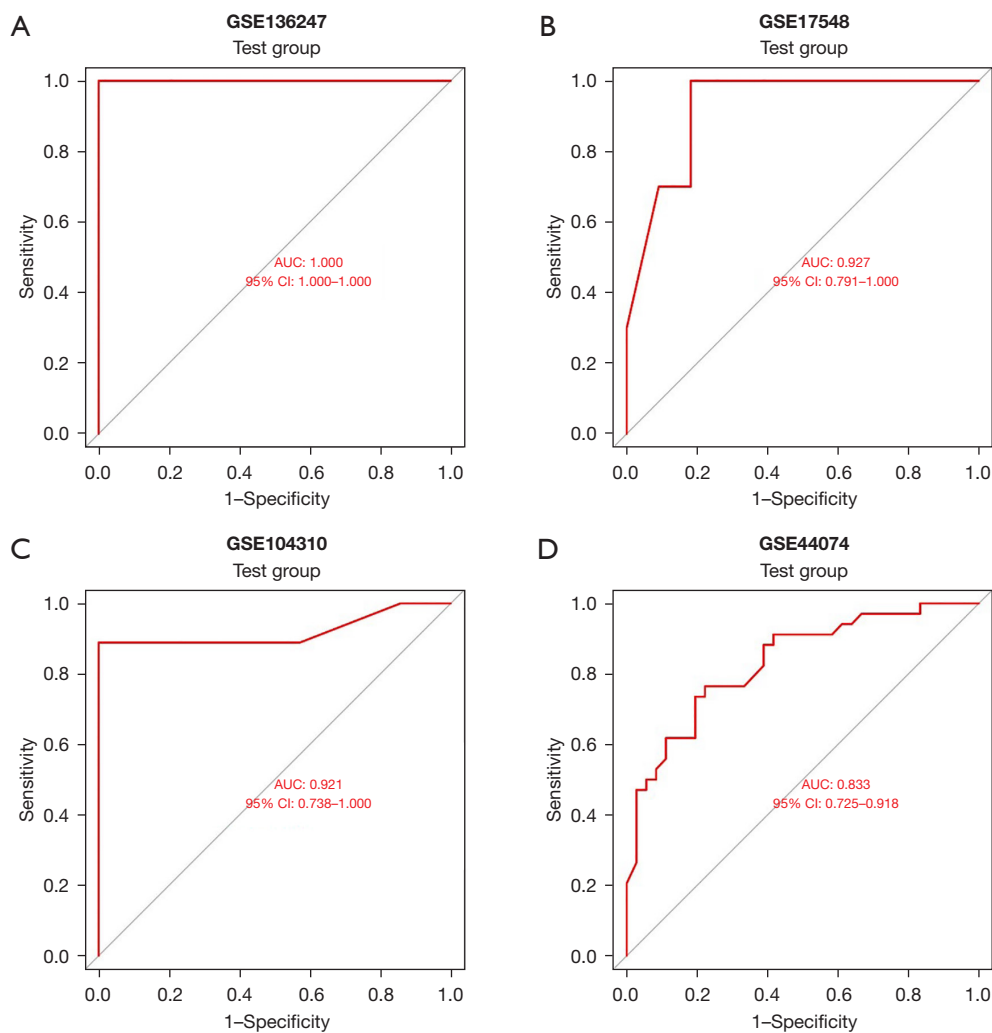 A
GSE136247
Test group
1.0
0.8
0.6
0.4
0.2
0.0
Sensitivity
AUC: 1.000
95% CI: 1.000–1.000
0.0 0.2 0.4 0.6 0.8 1.0
1–Specificity
B
GSE17548
Test group
1.0
0.8
0.6
0.4
0.2
0.0
Sensitivity
AUC: 0.927
95% CI: 0.791–1.000
0.0 0.2 0.4 0.6 0.8 1.0
1–Specificity
C
GSE104310
Test group
1.0
0.8
0.6
0.4
0.2
0.0
Sensitivity
AUC: 0.921
95% CI: 0.738–1.000
0.0 0.2 0.4 0.6 0.8 1.0
1–Specificity
D
GSE44074
Test group
1.0
0.8
0.6
0.4
0.2
0.0
Sensitivity
AUC: 0.833
95% CI: 0.725–0.918
0.0 0.2 0.4 0.6 0.8 1.0
1–Specificity